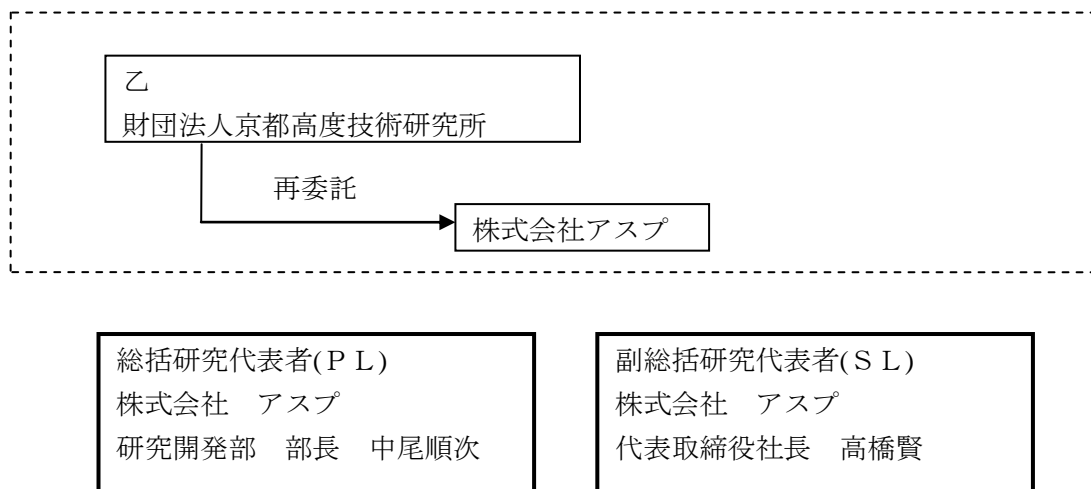 乙
財団法人京都高度技術研究所
再委託
株式会社アスプ
総括研究代表者(ＰＬ)
株式会社　アスプ
研究開発部　部長　中尾順次
副総括研究代表者(ＳＬ)
株式会社　アスプ
代表取締役社長　高橋賢